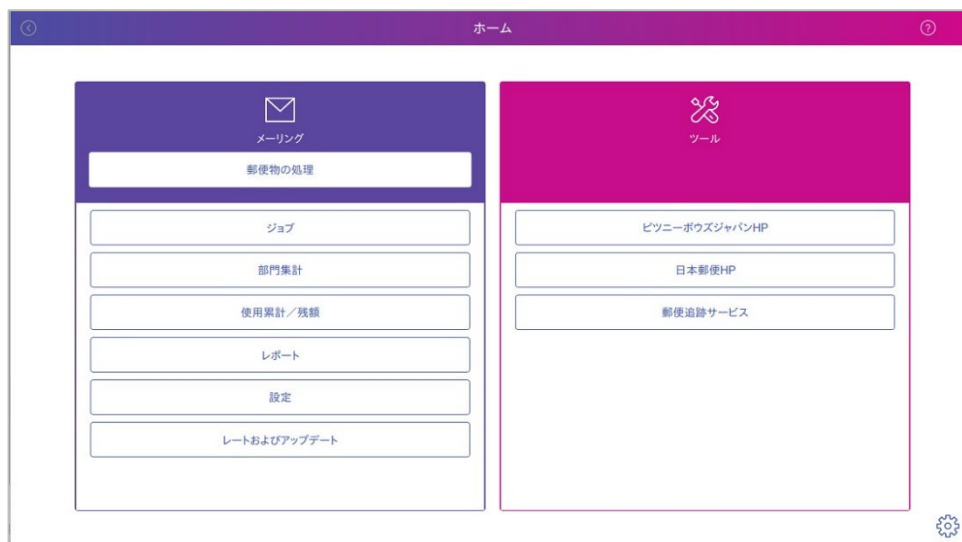 ホーム
メーリング
郵便物の処理
ジョブ
部門集計
使用累計／残額
レポート
設定
レートおよびアップデート
ツール
ピツニーボウズジャパンHP
日本郵便HP
郵便追跡サービス